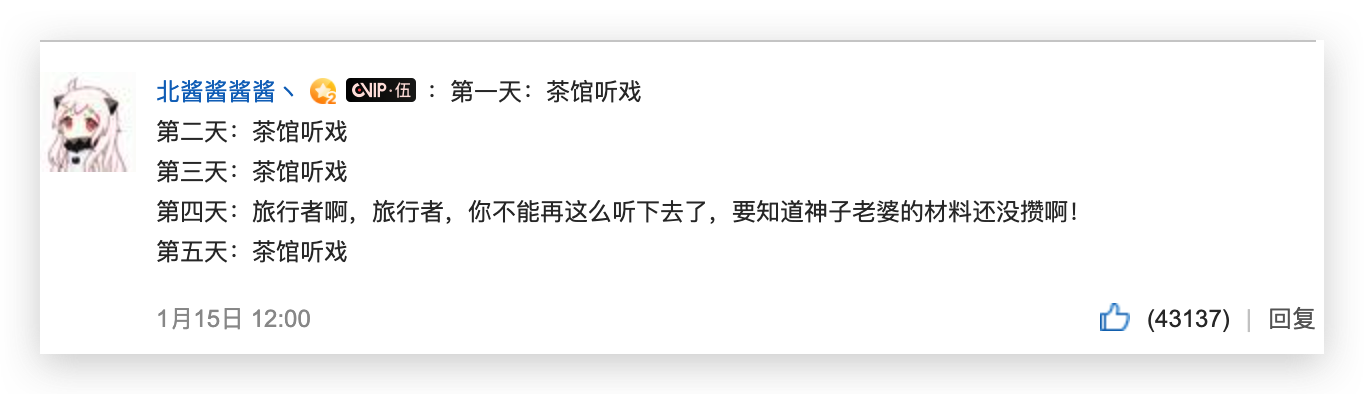 北酱酱酱酱丶 2 CVIP·伍 : 第一天：茶馆听戏
第二天：茶馆听戏
第三天：茶馆听戏
第四天：旅行者啊，旅行者，你不能再这么听下去了，要知道神子老婆的材料还没攒啊！
第五天：茶馆听戏
1月15日 12:00 (43137) | 回复